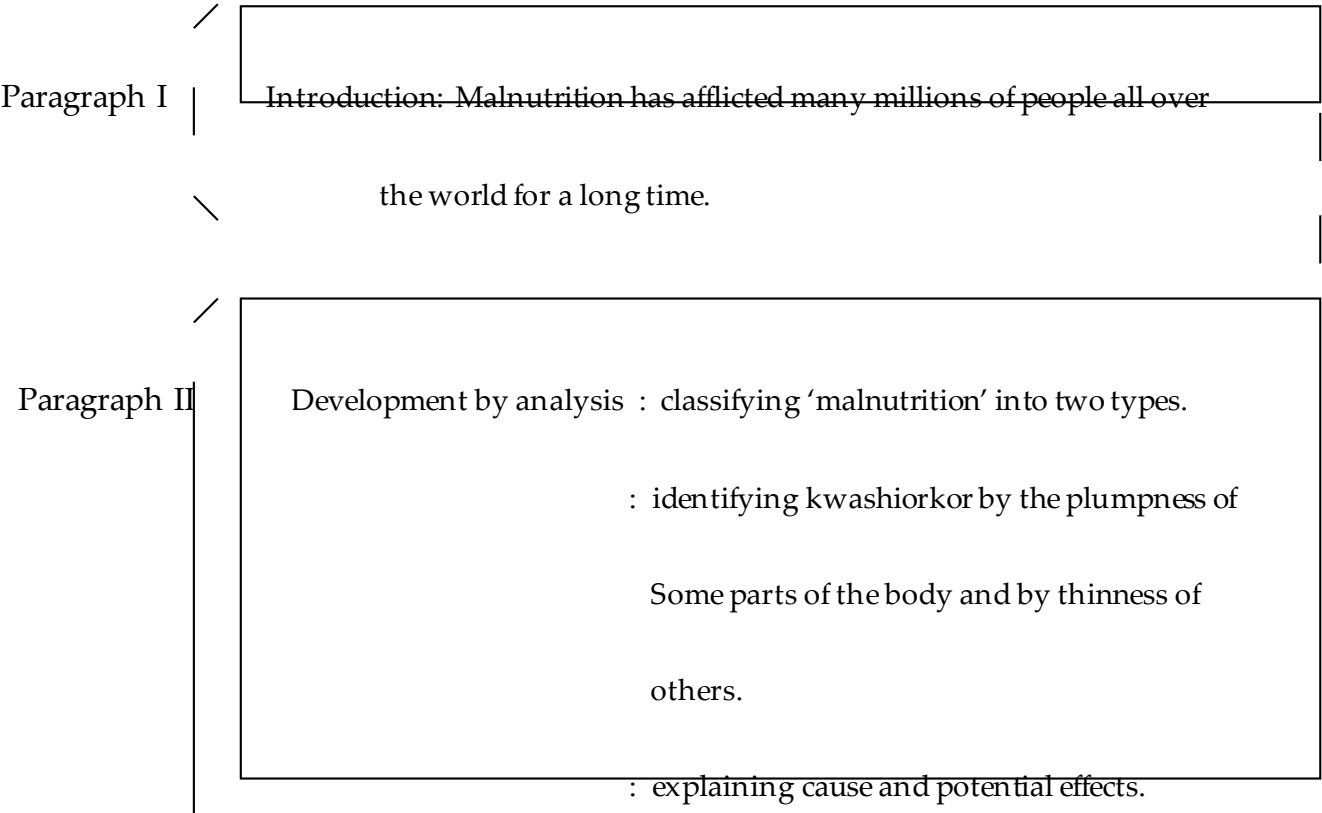 Paragraph I Introduction: Malnutrition has afflicted many millions of people all over
the world for a long time.
Paragraph II Development by analysis : classifying ‘malnutrition’ into two types.
: identifying kwashiorkor by the plumpness of
Some parts of the body and by thinness of
others.
: explaining cause and potential effects.